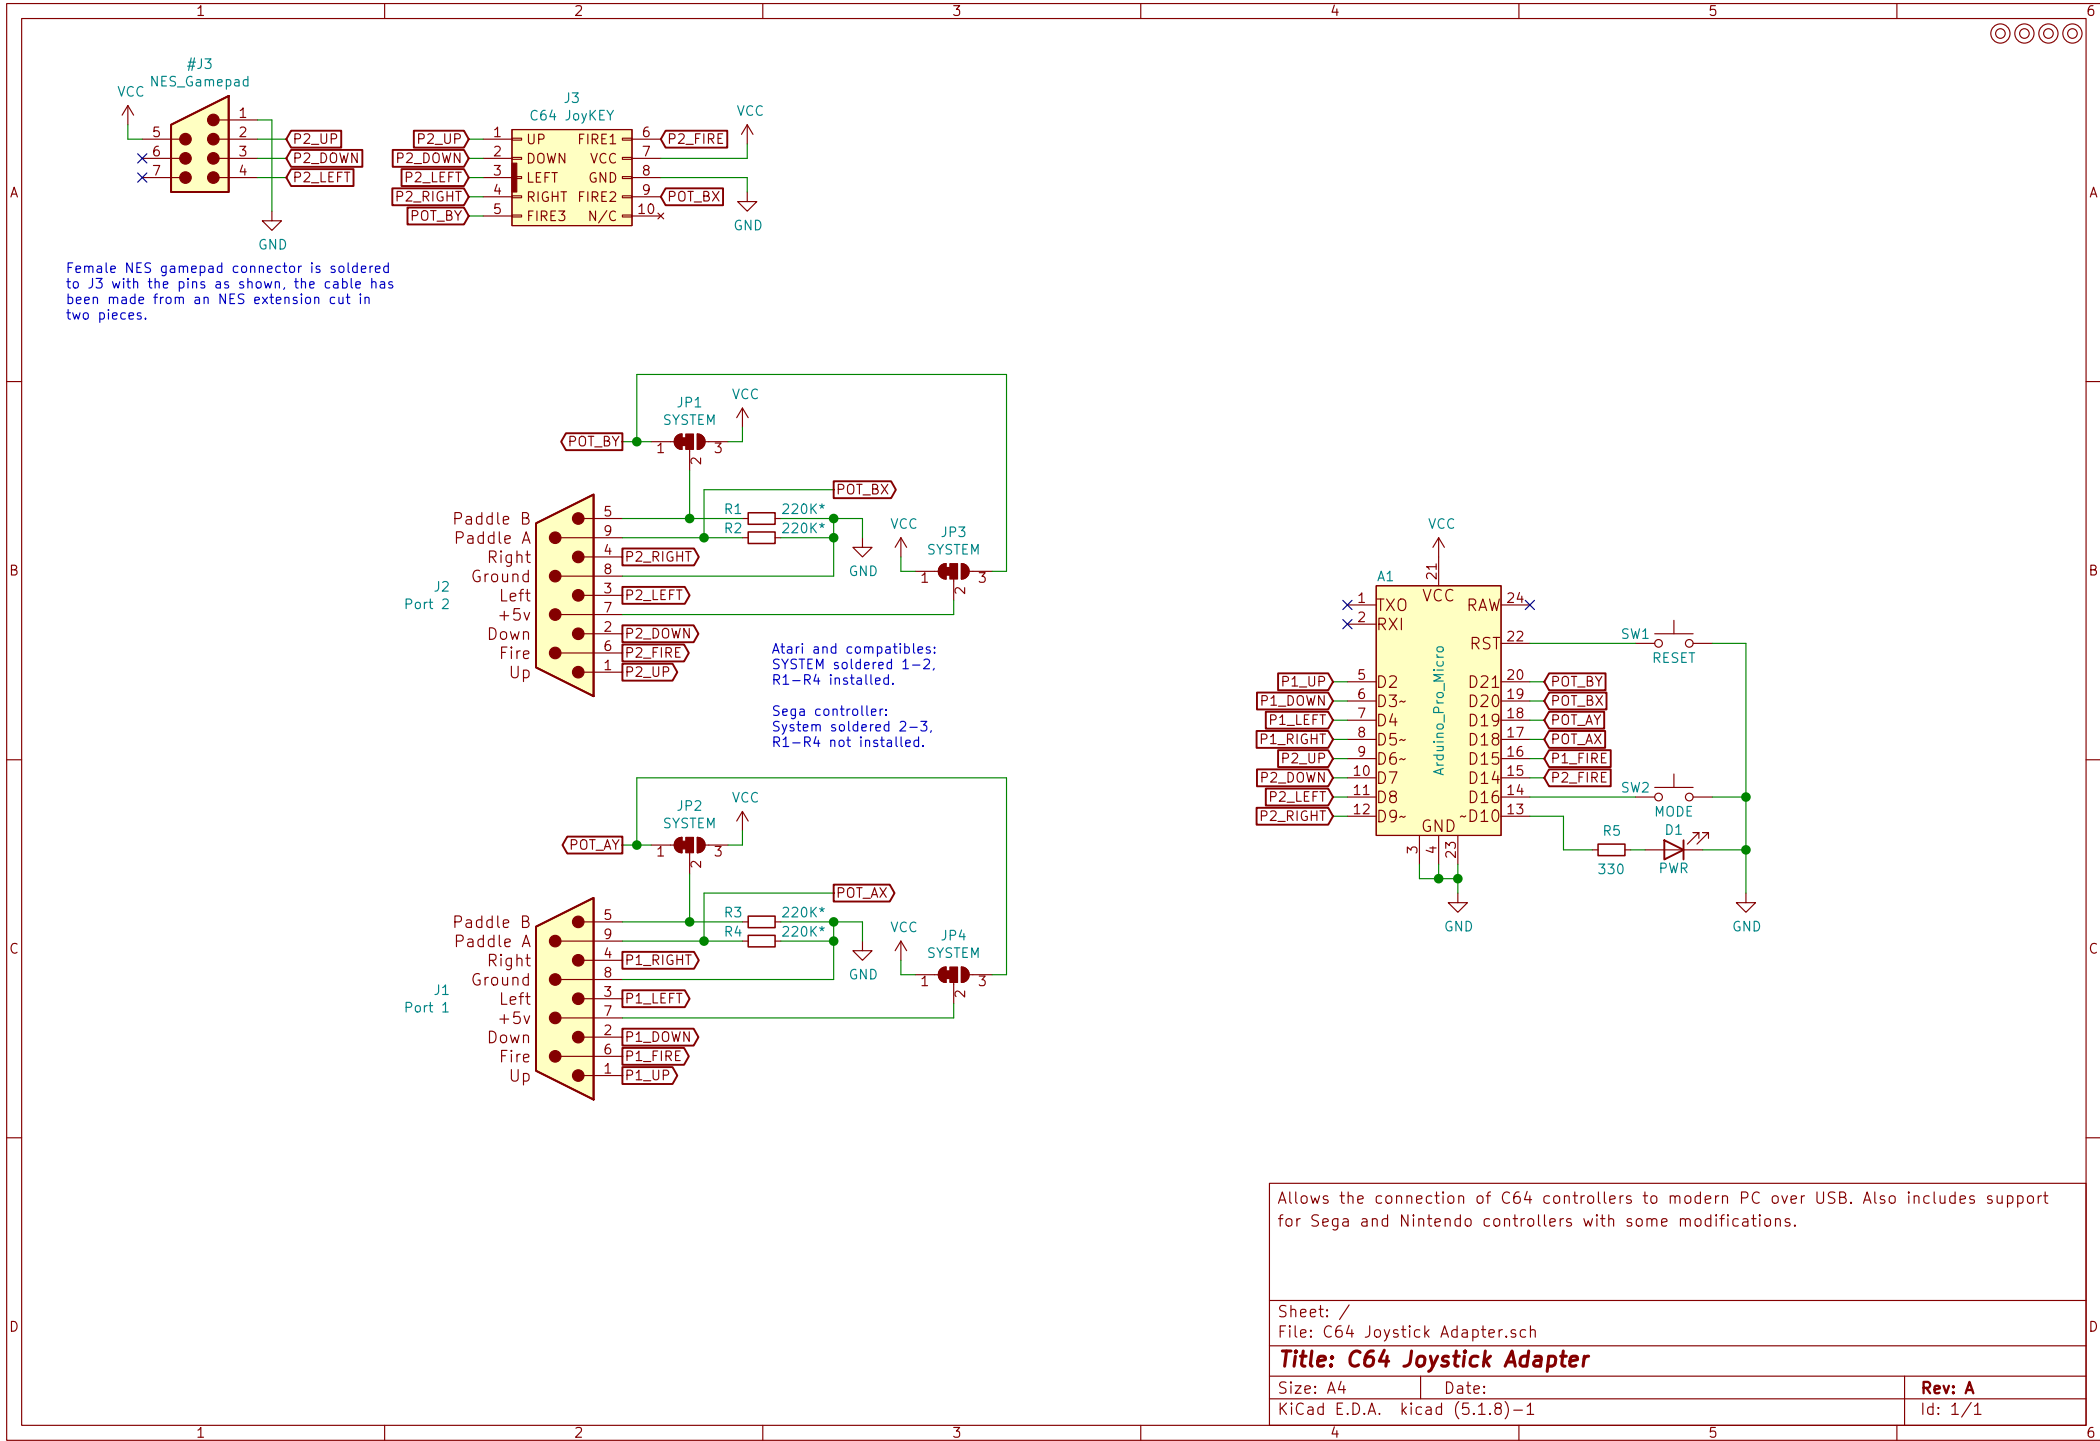 1 2 3 4 5 6
#J3
NES_Gamepad
VCC
1
2 P2_UP
3 P2_DOWN
4 P2_LEFT
5
6
7
GND
J3
C64 JoyKEY
P2_UP 1 UP FIRE1 6 P2_FIRE
P2_DOWN 2 DOWN VCC 7
P2_LEFT 3 LEFT GND 8
P2_RIGHT 4 RIGHT FIRE2 9 POT_BX
POT_BY 5 FIRE3 N/C 10
VCC
GND
A A
Female NES gamepad connector is soldered
to J3 with the pins as shown, the cable has
been made from an NES extension cut in
two pieces.
JP1
SYSTEM
VCC
POT_BY 1 2 3
POT_BX
Paddle B 5 R1 220K*
Paddle A 9 R2 220K*
Right 4 P2_RIGHT
Ground 8
Left 3 P2_LEFT
+5v 7
Down 2 P2_DOWN
Fire 6 P2_FIRE
Up 1 P2_UP
J2
Port 2
GND
VCC
JP3
SYSTEM
1 2 3
B B
Atari and compatibles:
SYSTEM soldered 1-2,
R1-R4 installed.
Sega controller:
System soldered 2-3,
R1-R4 not installed.
JP2
SYSTEM
VCC
POT_AY 1 2 3
POT_AX
Paddle B 5 R3 220K*
Paddle A 9 R4 220K*
Right 4 P1_RIGHT
Ground 8
Left 3 P1_LEFT
+5v 7
Down 2 P1_DOWN
Fire 6 P1_FIRE
Up 1 P1_UP
J1
Port 1
GND
VCC
JP4
SYSTEM
1 2 3
C C
VCC
A1
21
VCC
1 TXO RAW 24
2 RXI
RST 22
SW1
RESET
Arduino_Pro_Micro
P1_UP 5 D2 D21 20 POT_BY
P1_DOWN 6 D3~ D20 19 POT_BX
P1_LEFT 7 D4 D19 18 POT_AY
P1_RIGHT 8 D5~ D18 17 POT_AX
P2_UP 9 D6~ D15 16 P1_FIRE
P2_DOWN 10 D7 D14 15 P2_FIRE
P2_LEFT 11 D8 D16 14
P2_RIGHT 12 D9~ ~D10 13
GND
3 4 23
GND
SW2
MODE
R5
330
D1
PWR
GND
Allows the connection of C64 controllers to modern PC over USB. Also includes support
for Sega and Nintendo controllers with some modifications.
Sheet: /
File: C64 Joystick Adapter.sch
Title: C64 Joystick Adapter
Size: A4 Date: Rev: A
KiCad E.D.A. kicad (5.1.8)-1 Id: 1/1
D D
1 2 3 4 5 6